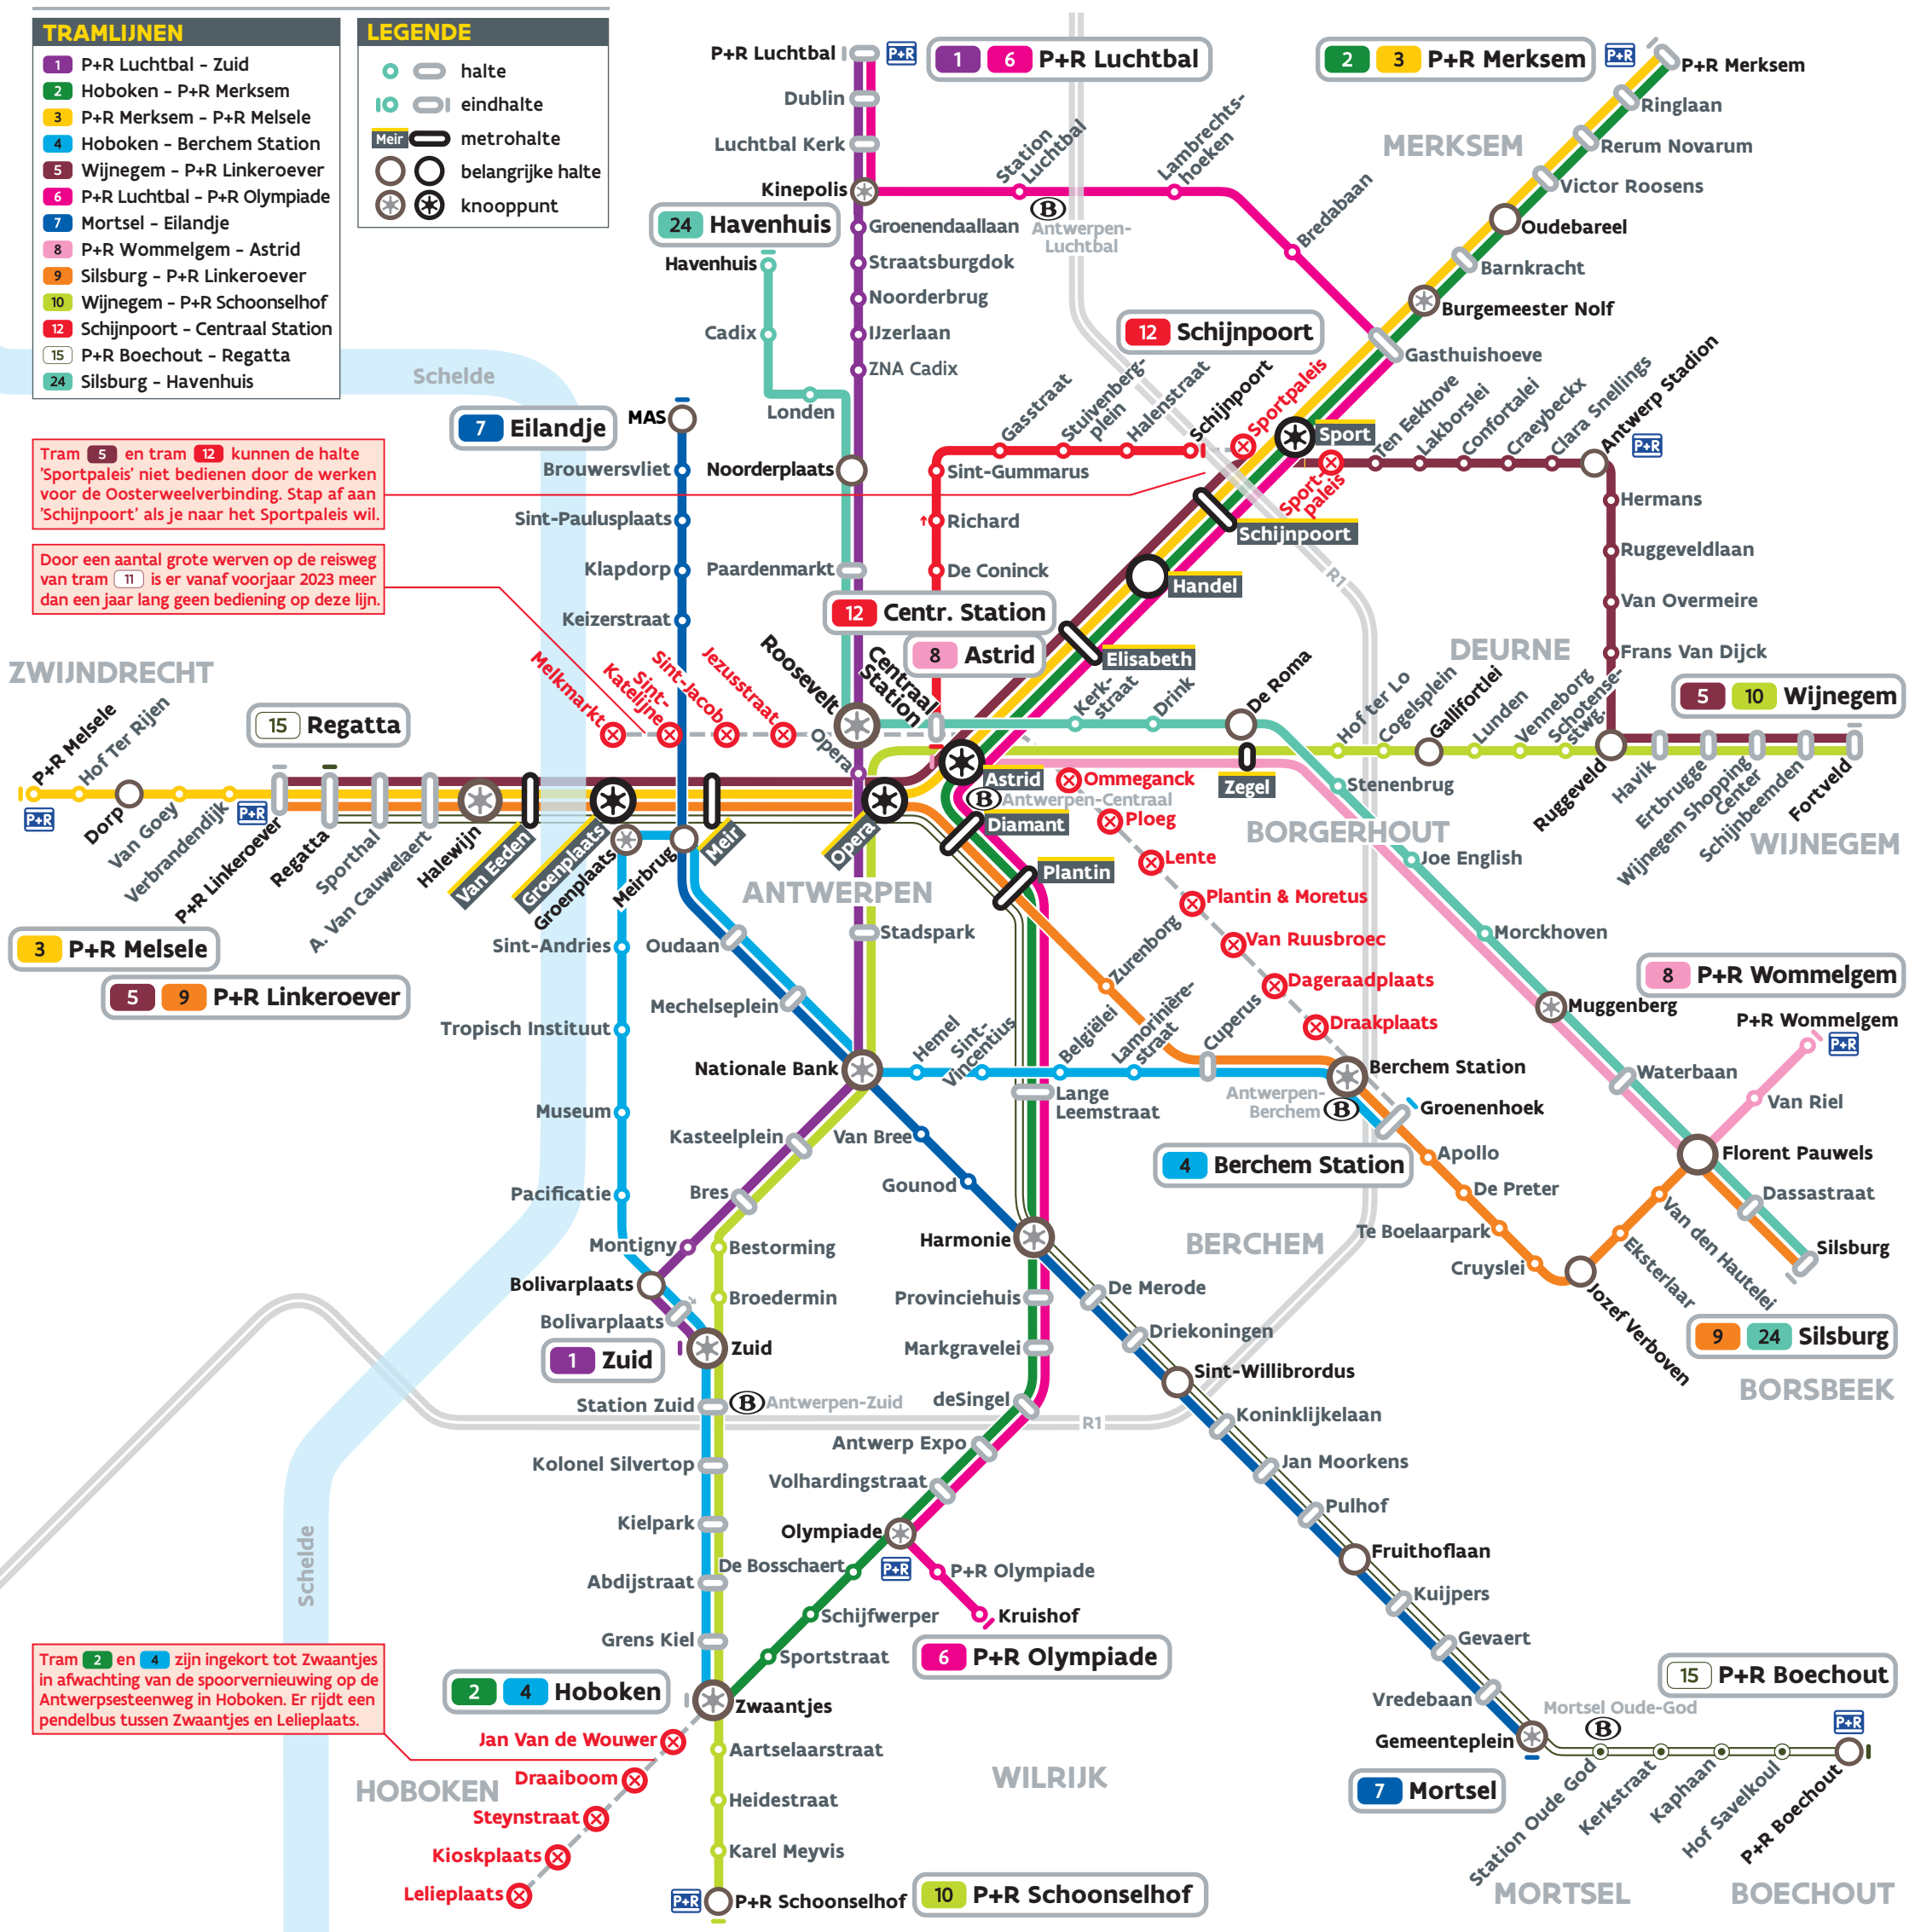 TRAMLIJNEN
1 P+R Luchtbal - Zuid
2 Hoboken - P+R Merksem
3 P+R Merksem - P+R Melsele
4 Hoboken - Berchem Station
5 Wijnegem - P+R Linkeroever
6 P+R Luchtbal - P+R Olympiade
7 Mortsel - Eilandje
8 P+R Wommelgem - Astrid
9 Silsburg - P+R Linkeroever
10 Wijnegem - P+R Schoonselhof
12 Schijnpoort - Centraal Station
15 P+R Boechout - Regatta
24 Silsburg - Havenhuis
LEGENDE
halte
eindhalte
Meir metrohalte
belangrijke halte
knooppunt
P+R Luchtbal
P+R
1 6 P+R Luchtbal
Dublin
Luchtbal Kerk
Kinepolis
Station
Luchtbal
Lambrechts-
hoeken
B
Antwerpen-
Luchtbal
Bredabaan
2 3 P+R Merksem
P+R
P+R Merksem
Ringlaan
MERKSEM
Rerum Novarum
Victor Roosens
Oudebareel
Barnkracht
Burgemeester Nolf
Gasthuishoeve
24 Havenhuis
Havenhuis
Cadix
Londen
Groenendaallaan
Straatsburgdok
Noorderbrug
IJzerlaan
ZNA Cadix
Schelde
12 Schijnpoort
Gasstraat
Stuivenberg-
plein
Halenstraat
Schijnpoort
Sportpaleis
Sport
Sport-
paleis
Ten Eekhove
Lakborslei
Confortalei
Craeybeckx
Clara Snellings
Antwerp Stadion
P+R
Hermans
Ruggeveldlaan
Van Overmeire
Frans Van Dijck
7 Eilandje
MAS
Brouwersvliet
Sint-Paulusplaats
Klapdorp
Keizerstraat
Noorderplaats
Paardenmarkt
Sint-Gummarus
Richard
De Coninck
Schijnpoort
Handel
Elisabeth
R1
Tram 5 en tram 12 kunnen de halte
'Sportpaleis' niet bedienen door de werken
voor de Oosterweelverbinding. Stap af aan
'Schijnpoort' als je naar het Sportpaleis wil.
Door een aantal grote werven op de reisweg
van tram 11 is er vanaf voorjaar 2023 meer
dan een jaar lang geen bediening op deze lijn.
12 Centr. Station
8 Astrid
Roosevelt
Centraal
Station
Opera
Melkmarkt
Sint-
Katelijne
Sint-Jacob
Jezusstraat
ZWIJNDRECHT
P+R Melsele
P+R
Hof Ter Rijen
Dorp
Van Goey
Verbrandendijk
P+R
P+R Linkeroever
15 Regatta
Regatta
Sporthal
A. Van Cauwelaert
Halewijn
Van Eeden
Groenplaats
Groenplaats
Meirbrug
Meir
Opera
3 P+R Melsele
5 9 P+R Linkeroever
Kerk-
straat
Drink
De Roma
DEURNE
Hof ter Lo
Cogelsplein
Gallifortlei
Lunden
Venneborg
Schotense-
stwg.
Ruggeveld
5 10 Wijnegem
Havik
Ertbrugge
Wijnegem Shopping
Center
Schijnbeemden
Fortveld
WIJNEGEM
Astrid
B
Antwerpen-Centraal
Diamant
Plantin
Zegel
Ommeganck
Ploeg
Lente
Plantin & Moretus
Van Ruusbroec
Dageraadplaats
Draakplaats
BORGERHOUT
Stenenbrug
Joe English
Morckhoven
Muggenberg
Waterbaan
8 P+R Wommelgem
P+R Wommelgem
P+R
Van Riel
Florent Pauwels
Dassastraat
Silsburg
9 24 Silsburg
BORSBEEK
ANTWERPEN
Stadspark
Sint-Andries
Tropisch Instituut
Museum
Pacificatie
Oudaan
Mechelseplein
Nationale Bank
Hemel
Sint-
Vincentius
Belgiëlei
Lamorinière-
straat
Zurenborg
Cuperus
Berchem Station
Antwerpen-
Berchem
B
Groenenhoek
4 Berchem Station
Apollo
De Preter
Te Boelaarpark
Cruyslei
Jozef Verboven
Eksterlaar
Van den Hautelei
Lange
Leemstraat
Kasteelplein
Bres
Montigny
Bolivarplaats
Bolivarplaats
1 Zuid
Zuid
Bestorming
Broedermin
Van Bree
Gounod
Harmonie
BERCHEM
Provinciehuis
Markgravelei
deSingel
Antwerp Expo
Volhardingstraat
Olympiade
P+R
P+R Olympiade
Kruishof
6 P+R Olympiade
R1
De Merode
Driekoningen
Sint-Willibrordus
Koninklijkelaan
Jan Moorkens
Pulhof
Fruithoflaan
Kuijpers
Gevaert
Vredebaan
Gemeenteplein
7 Mortsel
Mortsel Oude-God
B
Station Oude God
Kerkstraat
Kaphaan
Hof Savelkoul
P+R Boechout
P+R
15 P+R Boechout
MORTSEL
BOECHOUT
Station Zuid
B
Antwerpen-Zuid
Kolonel Silvertop
Kielpark
Abdijstraat
Grens Kiel
De Bosschaert
Schijfwerper
Sportstraat
2 4 Hoboken
Zwaantjes
Schelde
Tram 2 en 4 zijn ingekort tot Zwaantjes
in afwachting van de spoorvernieuwing op de
Antwerpsesteenweg in Hoboken. Er rijdt een
pendelbus tussen Zwaantjes en Lelieplaats.
Jan Van de Wouwer
Draaiboom
Steynstraat
Kioskplaats
Lelieplaats
HOBOKEN
WILRIJK
Aartselaarstraat
Heidestraat
Karel Meyvis
P+R
P+R Schoonselhof
10 P+R Schoonselhof